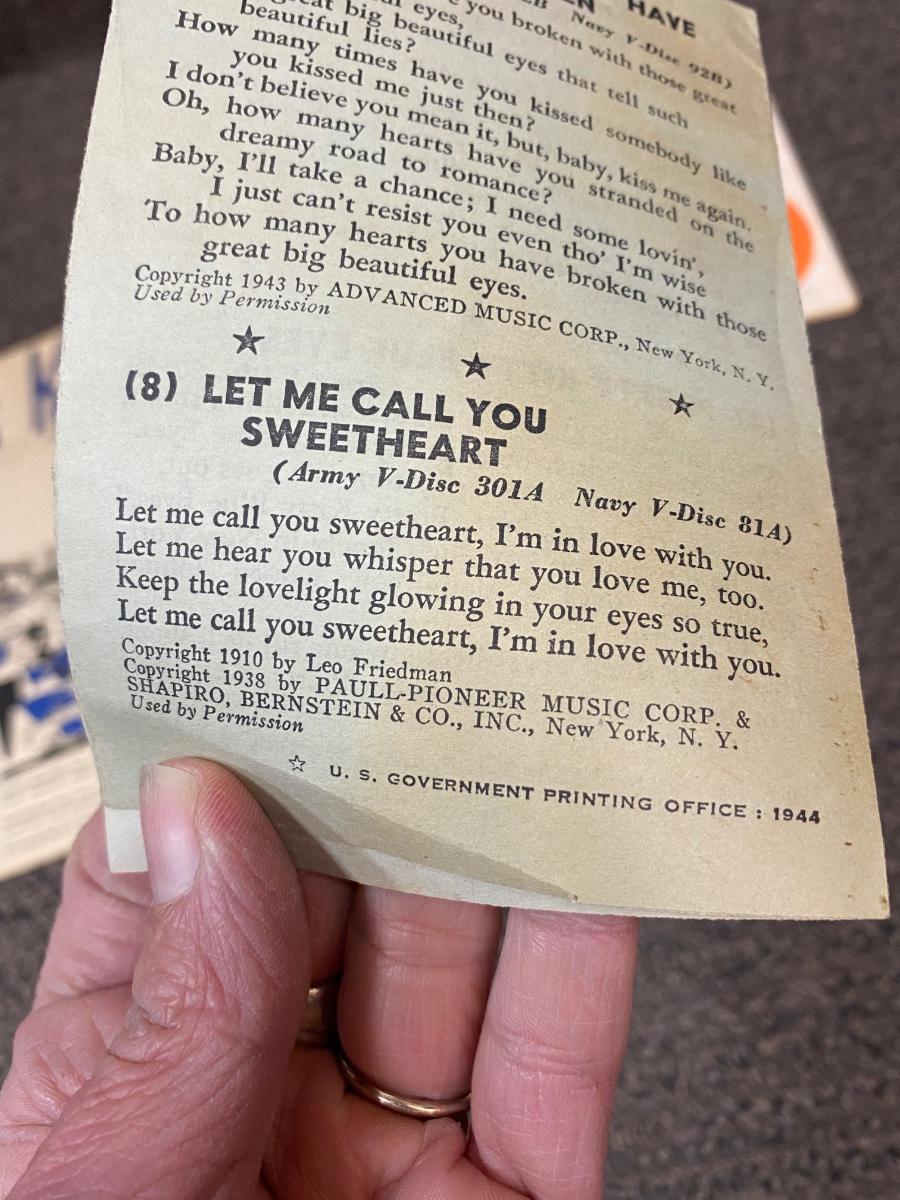 HAVE
Navy V-Disc 92B)
you broken with those great
eyes,
big beautiful eyes that tell such
beautiful lies?
How many times have you kissed somebody like
you kissed me just then?
I don't believe you mean it, but, baby, kiss me again.
Oh, how many hearts have you stranded on the
dreamy road to romance?
Baby, I'll take a chance; I need some lovin',
I just can't resist you even tho' I'm wise
To how many hearts you have broken with those
great big beautiful eyes.
Copyright 1943 by ADVANCED MUSIC CORP., New York, N. Y.
Used by Permission
(8) LET ME CALL YOU
SWEETHEART
(Army V-Disc 301A Navy V-Disc 81A)
Let me call you sweetheart, I'm in love with you.
Let me hear you whisper that you love me, too.
Keep the lovelight glowing in your eyes so true,
Let me call you sweetheart, I'm in love with you.
Copyright 1910 by Leo Friedman
Copyright 1938 by PAULL-PIONEER MUSIC CORP. &
SHAPIRO, BERNSTEIN & CO., INC., New York, N. Y.
Used by Permission
☆ U. S. GOVERNMENT PRINTING OFFICE : 1944